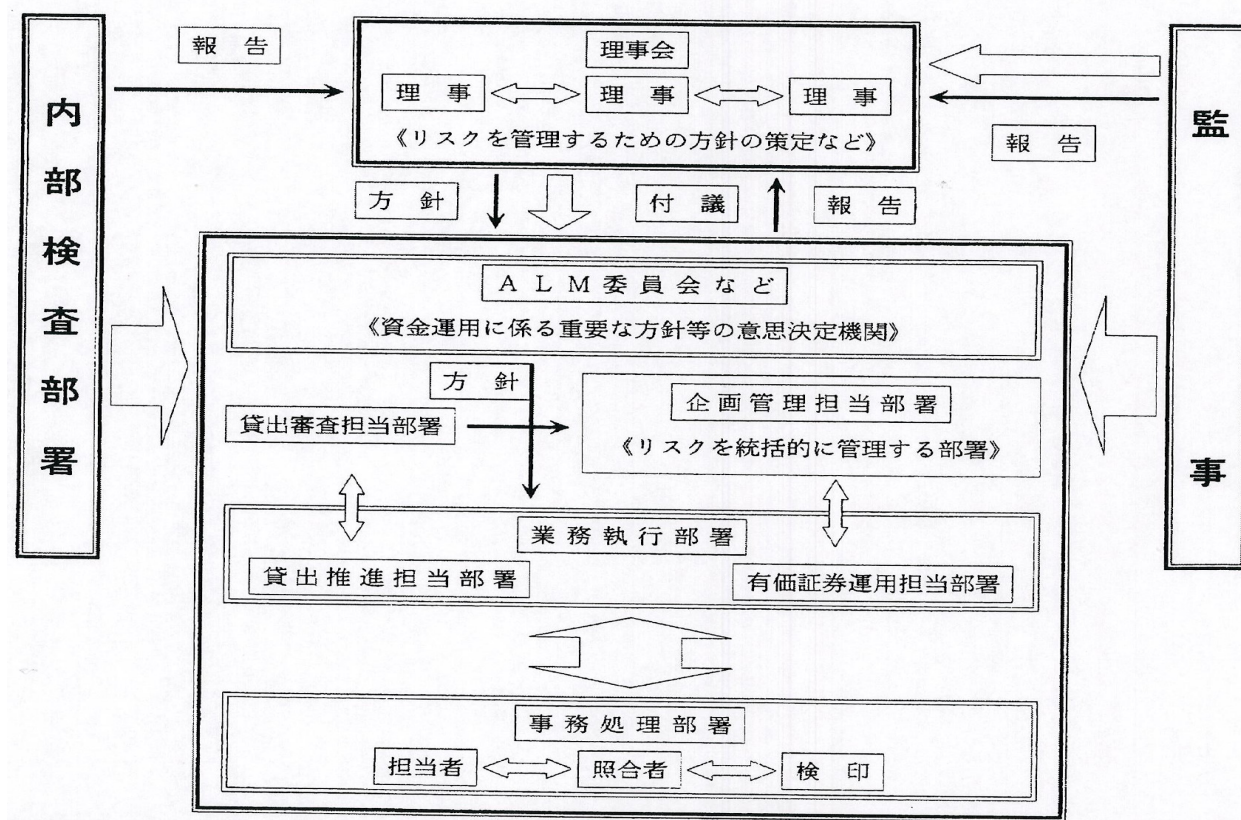 内部検査部署
報告
理事会
理事
理事
理事
《リスクを管理するための方針の策定など》
報告
監事
方針
付議
報告
ALM委員会など
《資金運用に係る重要な方針等の意思決定機関》
方針
貸出審査担当部署
企画管理担当部署
《リスクを統括的に管理する部署》
業務執行部署
貸出推進担当部署
有価証券運用担当部署
事務処理部署
担当者
照合者
検印